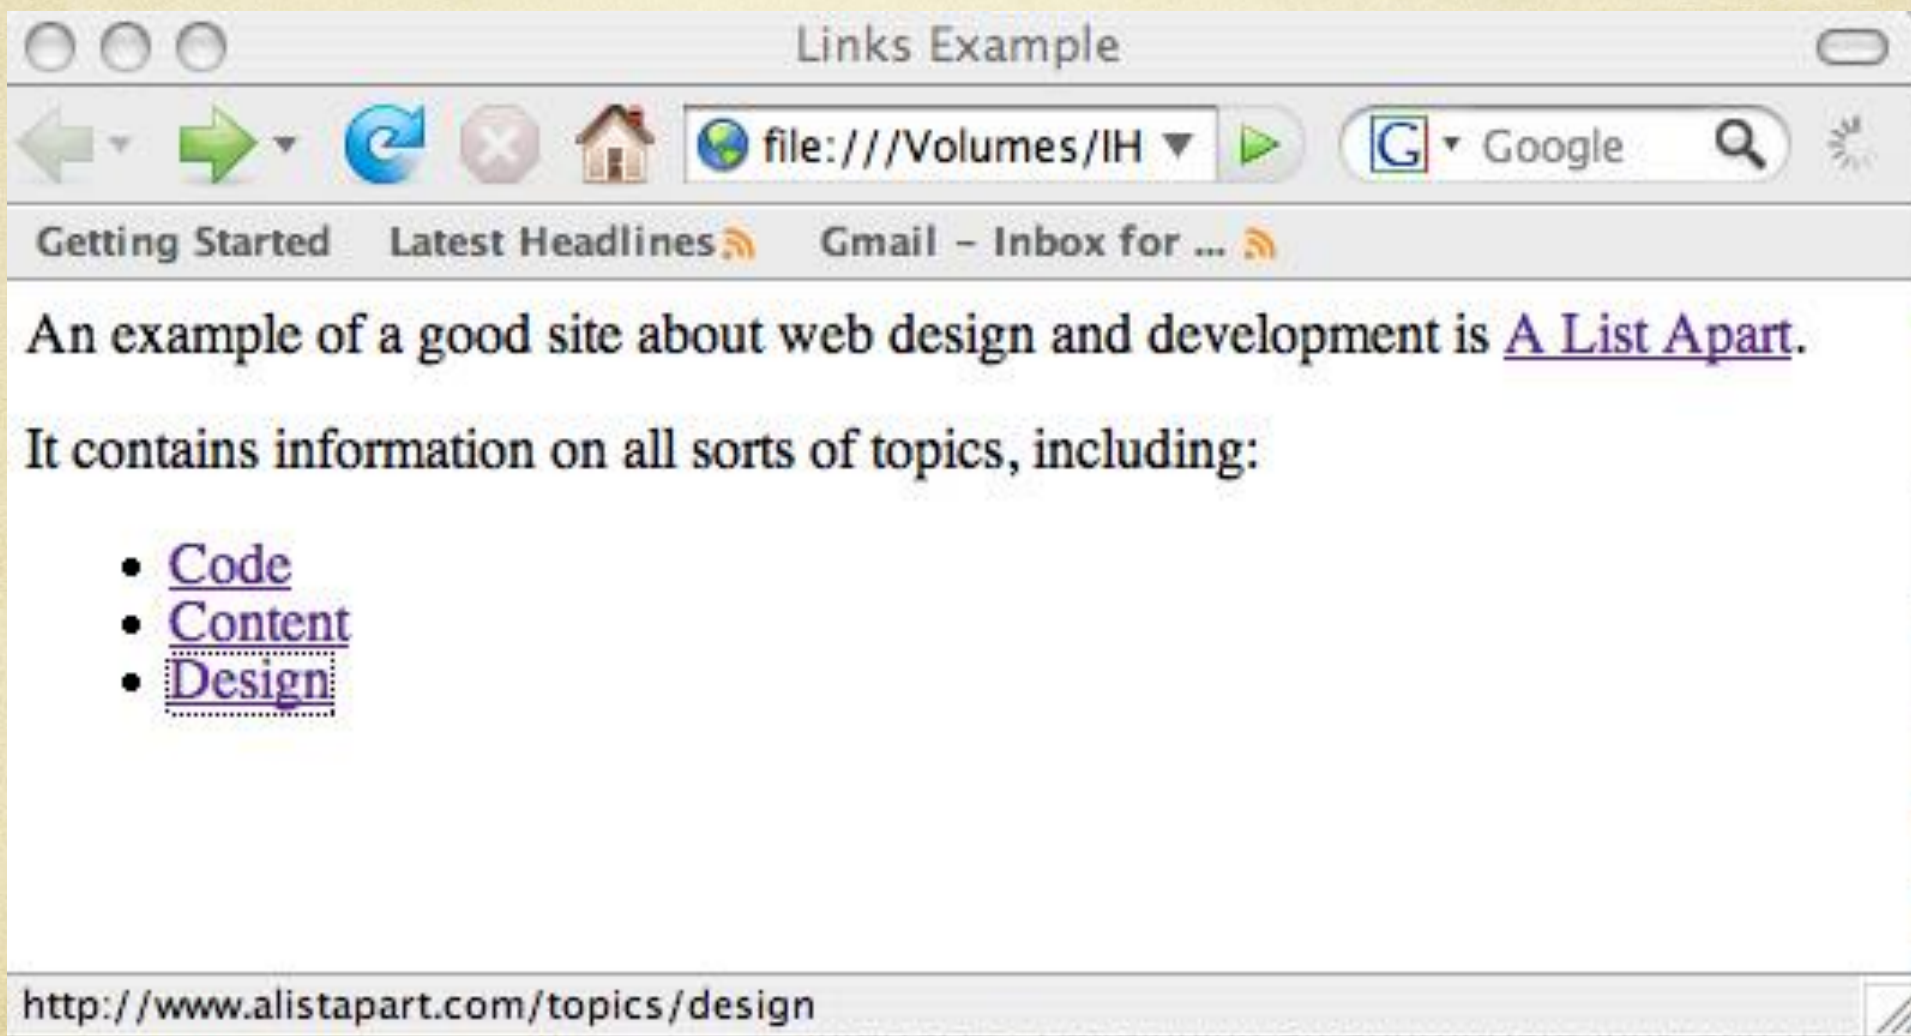 Links Example
file:///Volumes/IH
G Google
Getting Started Latest Headlines Gmail – Inbox for ...
An example of a good site about web design and development is A List Apart.
It contains information on all sorts of topics, including:
• Code
• Content
• Design
http://www.alistapart.com/topics/design